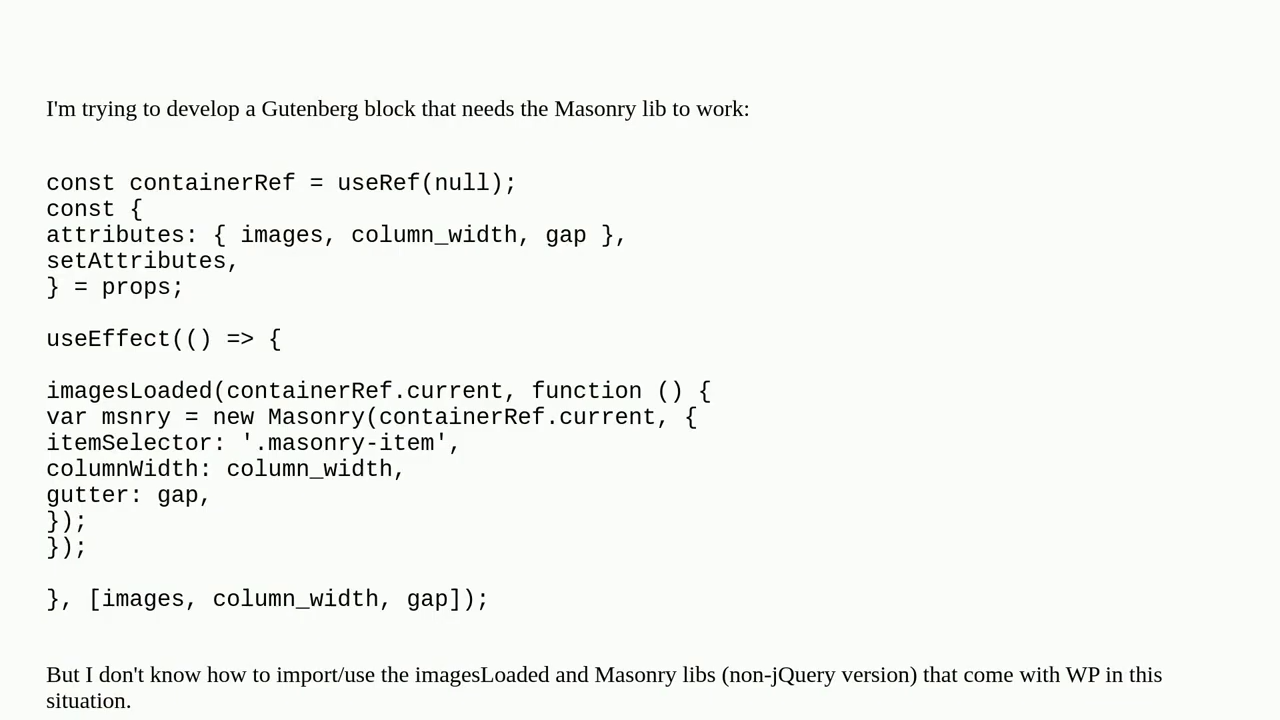 I'm trying to develop a Gutenberg block that needs the Masonry lib to work:
const containerRef = useRef(null);
const {
attributes: { images, column_width, gap },
setAttributes,
} = props;
useEffect(() => {
imagesLoaded(containerRef.current, function () {
var msnry = new Masonry(containerRef.current, {
itemSelector: '.masonry-item',
columnWidth: column_width,
gutter: gap,
});
});
}, [images, column_width, gap]);
But I don't know how to import/use the imagesLoaded and Masonry libs (non-jQuery version) that come with WP in this
situation.